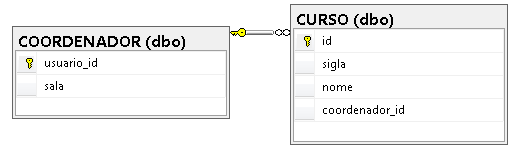 COORDENADOR (dbo)
usuario_id
sala
CURSO (dbo)
id
sigla
nome
coordenador_id